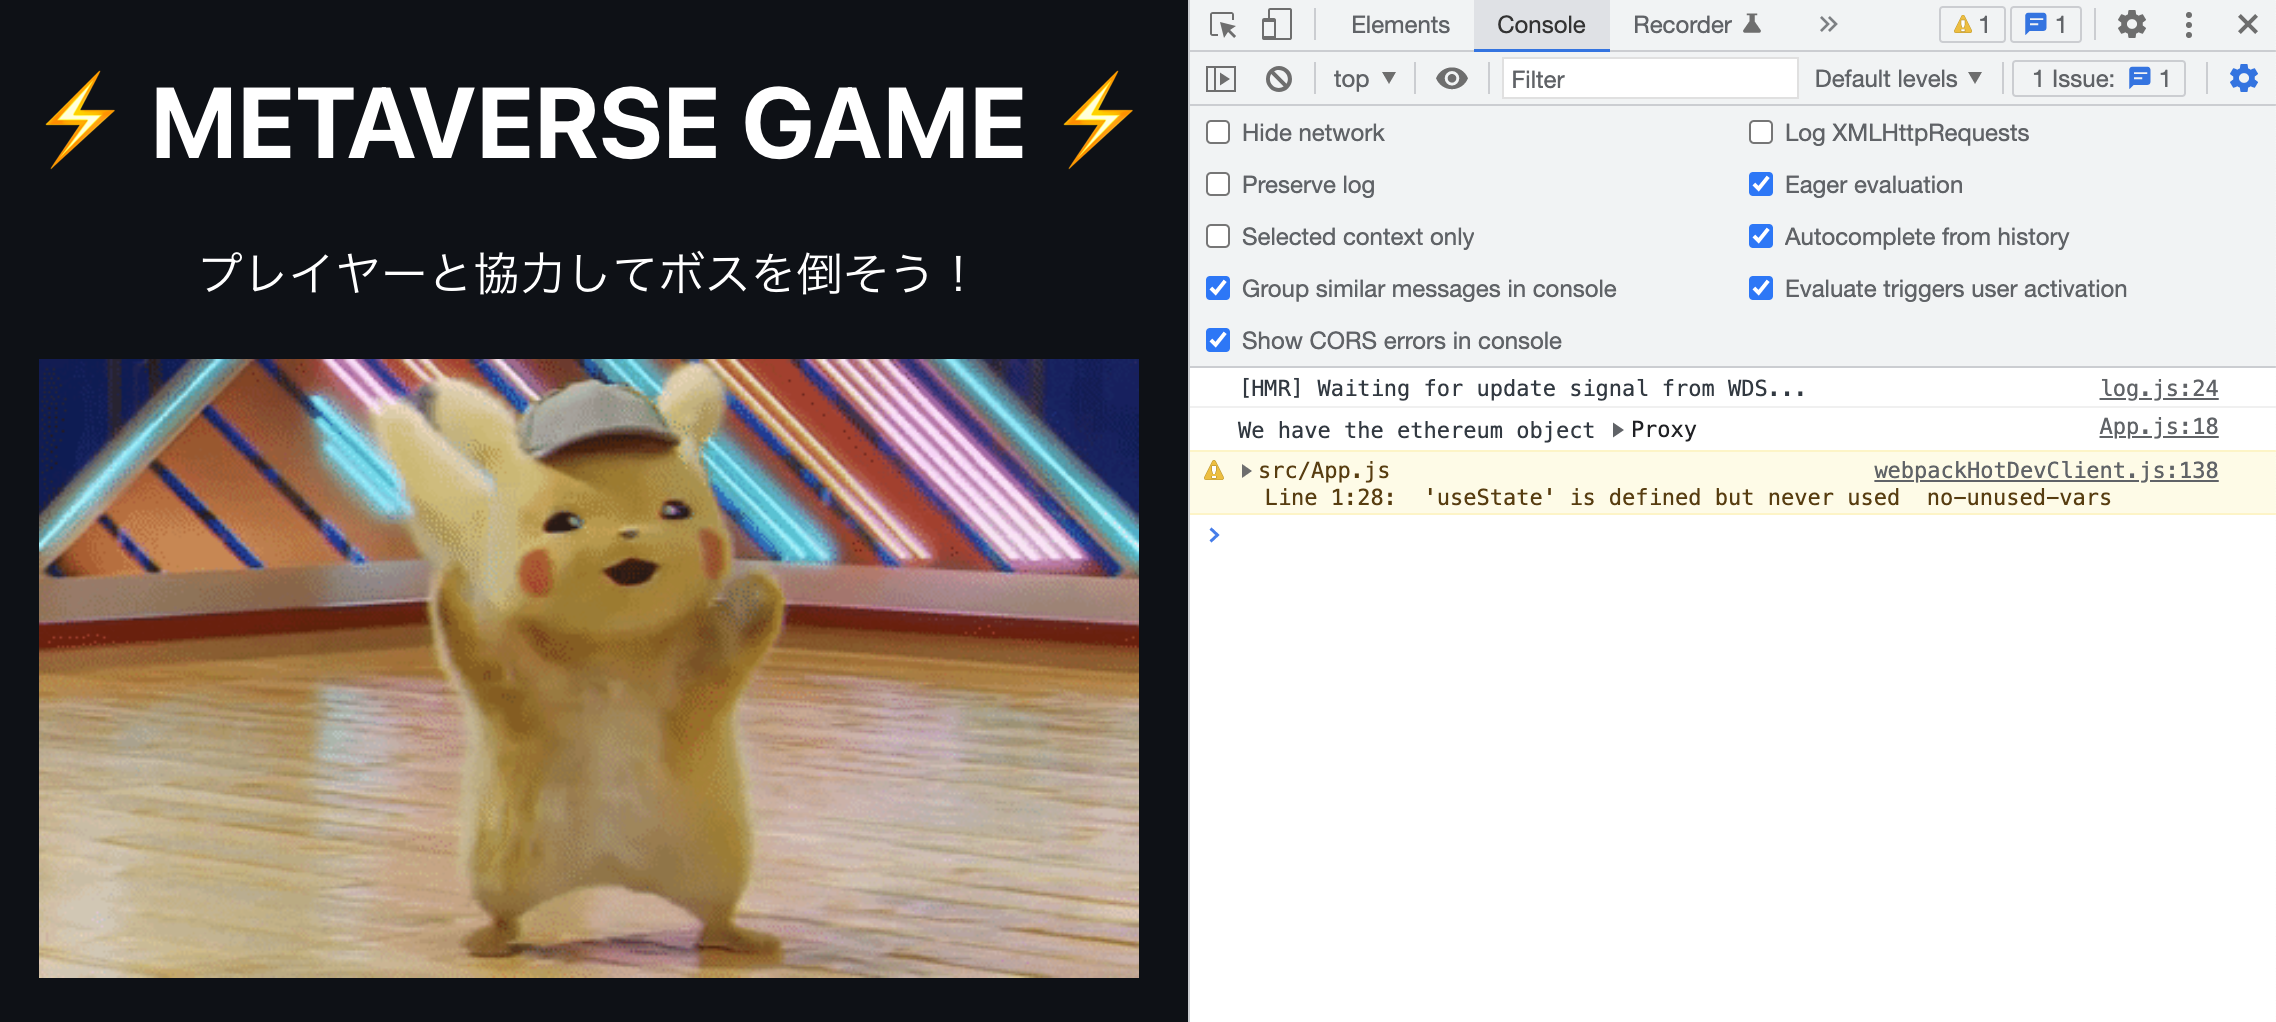 ⚡ METAVERSE GAME ⚡
プレイヤーと協力してボスを倒そう！
Elements Console Recorder 1 1
top Filter Default levels 1 Issue: 1
Hide network Log XMLHttpRequests
Preserve log Eager evaluation
Selected context only Autocomplete from history
Group similar messages in console Evaluate triggers user activation
Show CORS errors in console
[HMR] Waiting for update signal from WDS... log.js:24
We have the ethereum object ▶ Proxy App.js:18
▶ src/App.js webpackHotDevClient.js:138
Line 1:28: 'useState' is defined but never used no-unused-vars